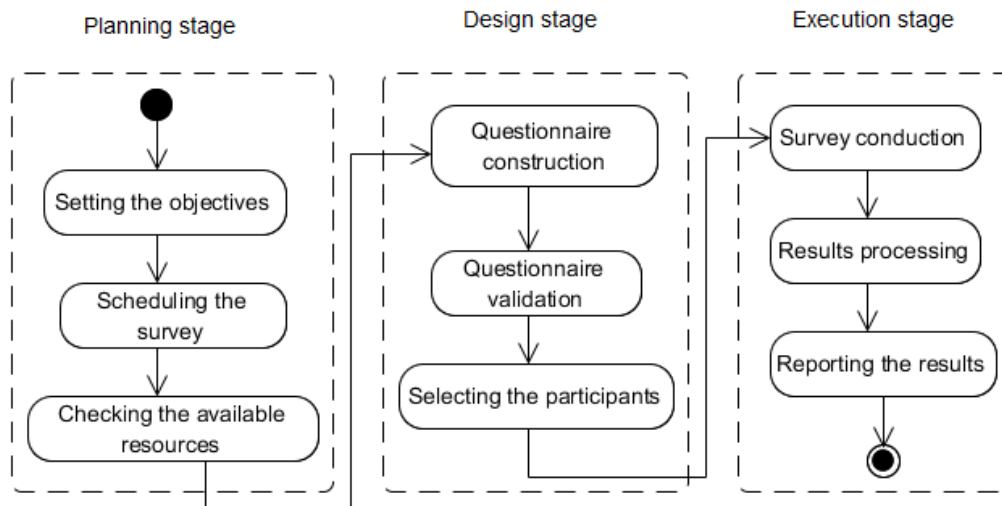 Planning stage
Setting the objectives
Scheduling the
survey
Checking the available
resources
Design stage
Questionnaire
construction
Questionnaire
validation
Selecting the participants
Execution stage
Survey conduction
Results processing
Reporting the results